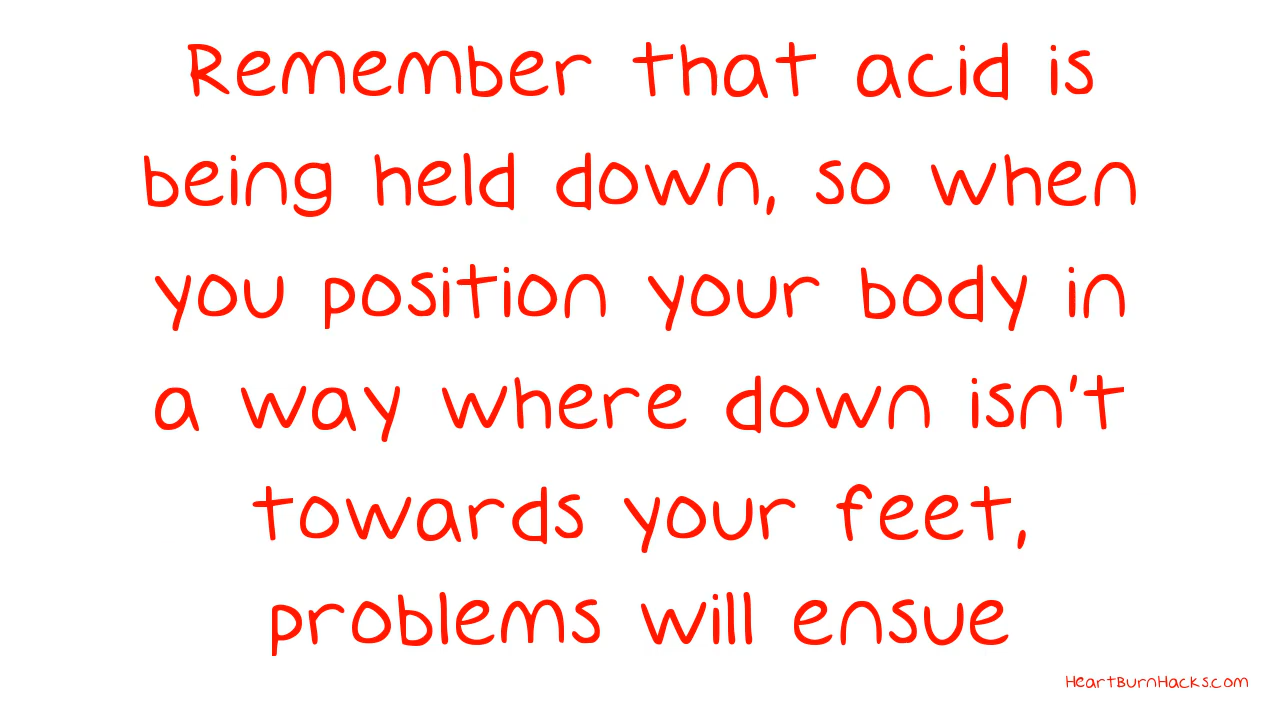 Remember that acid is
being held down, so when
you position your body in
a way where down isn't
towards your feet,
problems will ensue
HeartBurnHacks.com